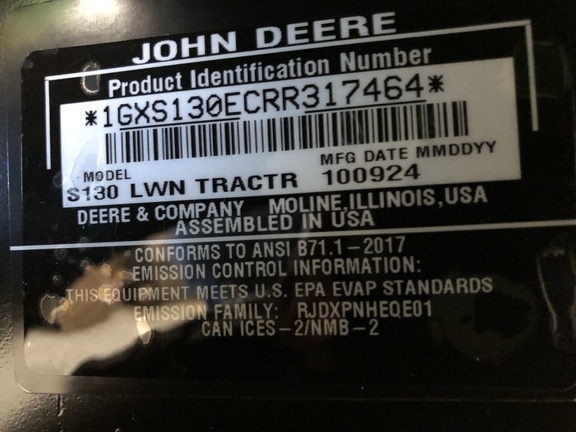 JOHN DEERE
Product Identification Number
*1GXS130ECRR317464*
MODEL MFG DATE MMDDYY
S130 LWN TRACTR 100924
DEERE & COMPANY MOLINE,ILLINOIS,USA
ASSEMBLED IN USA
CONFORMS TO ANSI B71.1-2017
EMISSION CONTROL INFORMATION:
THIS EQUIPMENT MEETS U.S. EPA EVAP STANDARDS
EMISSION FAMILY: RJDXPNHEQE01
CAN ICES-2/NMB-2